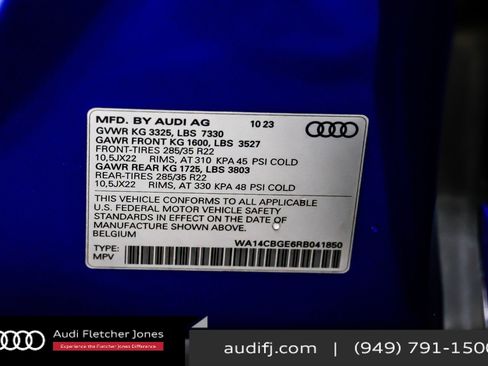 MFD. BY AUDI AG 10 23
GVWR KG 3325, LBS 7330
GAWR FRONT KG 1600, LBS 3527
FRONT-TIRES 285/35 R22
10,5JX22 RIMS, AT 310 KPA 45 PSI COLD
GAWR REAR KG 1725, LBS 3803
REAR-TIRES 285/35 R22
10,5JX22 RIMS, AT 330 KPA 48 PSI COLD
THIS VEHICLE CONFORMS TO ALL APPLICABLE
U.S. FEDERAL MOTOR VEHICLE SAFETY
STANDARDS IN EFFECT ON THE DATE OF
MANUFACTURE SHOWN ABOVE.
BELGIUM
WA14CBGE6RB041850
TYPE:
MPV
Audi Fletcher Jones
Experience the Fletcher Jones Difference.
audifj.com | (949) 791-1500